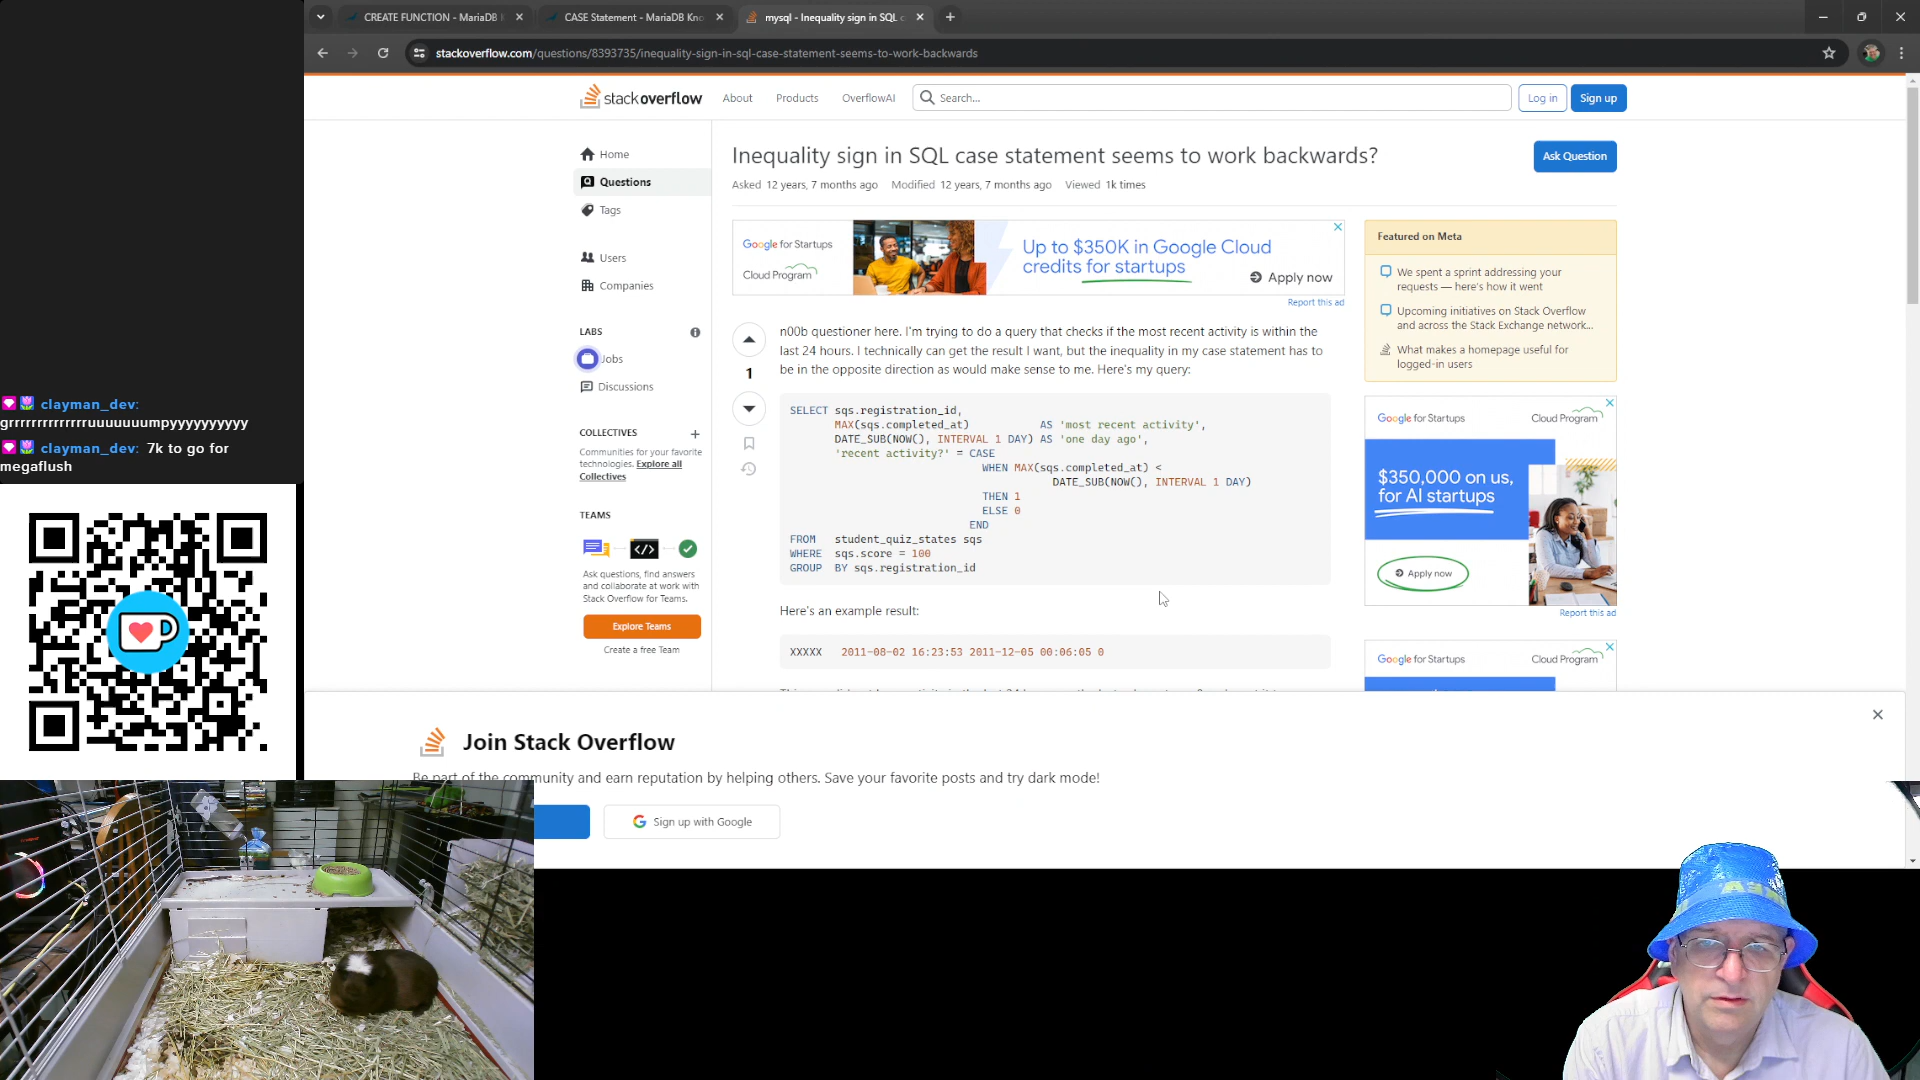 CREATE FUNCTION - MariaDB
CASE Statement - MariaDB Kno
mysql - Inequality sign in SQL c
stackoverflow.com/questions/8393735/inequality-sign-in-sql-case-statement-seems-to-work-backwards
stackoverflow
About
Products
OverflowAI
Search...
Log in
Sign up
Home
Questions
Tags
Users
Companies
LABS
Jobs
Discussions
COLLECTIVES
Communities for your favorite
technologies. Explore all
Collectives
TEAMS
Ask questions, find answers
and collaborate at work with
Stack Overflow for Teams.
Explore Teams
Create a free Team
Inequality sign in SQL case statement seems to work backwards?
Ask Question
Asked 12 years, 7 months ago Modified 12 years, 7 months ago Viewed 1k times
Google for Startups
Cloud Program
Up to $350K in Google Cloud
credits for startups
Apply now
Report this ad
1
n00b questioner here. I'm trying to do a query that checks if the most recent activity is within the
last 24 hours. I technically can get the result I want, but the inequality in my case statement has to
be in the opposite direction as would make sense to me. Here's my query:
SELECT sqs.registration_id,
MAX(sqs.completed_at) AS 'most recent activity',
DATE_SUB(NOW(), INTERVAL 1 DAY) AS 'one day ago',
'recent activity?' = CASE
WHEN MAX(sqs.completed_at) <
DATE_SUB(NOW(), INTERVAL 1 DAY)
THEN 1
ELSE 0
END
FROM student_quiz_states sqs
WHERE sqs.score = 100
GROUP BY sqs.registration_id
Here's an example result:
XXXXX 2011-08-02 16:23:53 2011-12-05 00:06:05 0
Featured on Meta
We spent a sprint addressing your
requests — here's how it went
Upcoming initiatives on Stack Overflow
and across the Stack Exchange network...
What makes a homepage useful for
logged-in users
Google for Startups
Cloud Program
$350,000 on us,
for AI startups
Apply now
Report this ad
Google for Startups
Cloud Program
Join Stack Overflow
Be part of the community and earn reputation by helping others. Save your favorite posts and try dark mode!
Sign up with Google
clayman_dev:
grrrrrrrrrrrrruuuuuuumpyyyyyyyyyy
clayman_dev: 7k to go for
megaflush